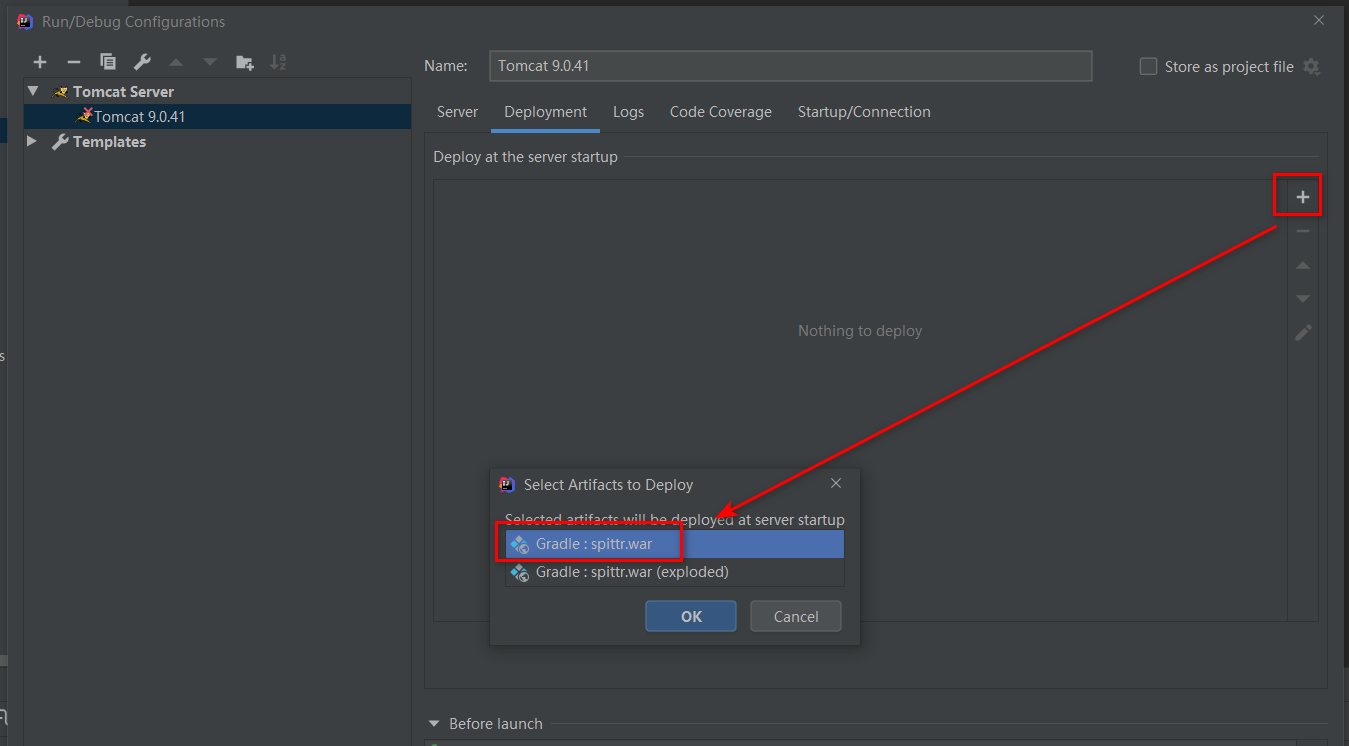 Run/Debug Configurations
Name: Tomcat 9.0.41
Store as project file
Tomcat Server
Tomcat 9.0.41
Templates
Server Deployment Logs Code Coverage Startup/Connection
Deploy at the server startup
Nothing to deploy
Select Artifacts to Deploy
Selected artifacts will be deployed at server startup
Gradle : spittr.war
Gradle : spittr.war (exploded)
OK Cancel
Before launch